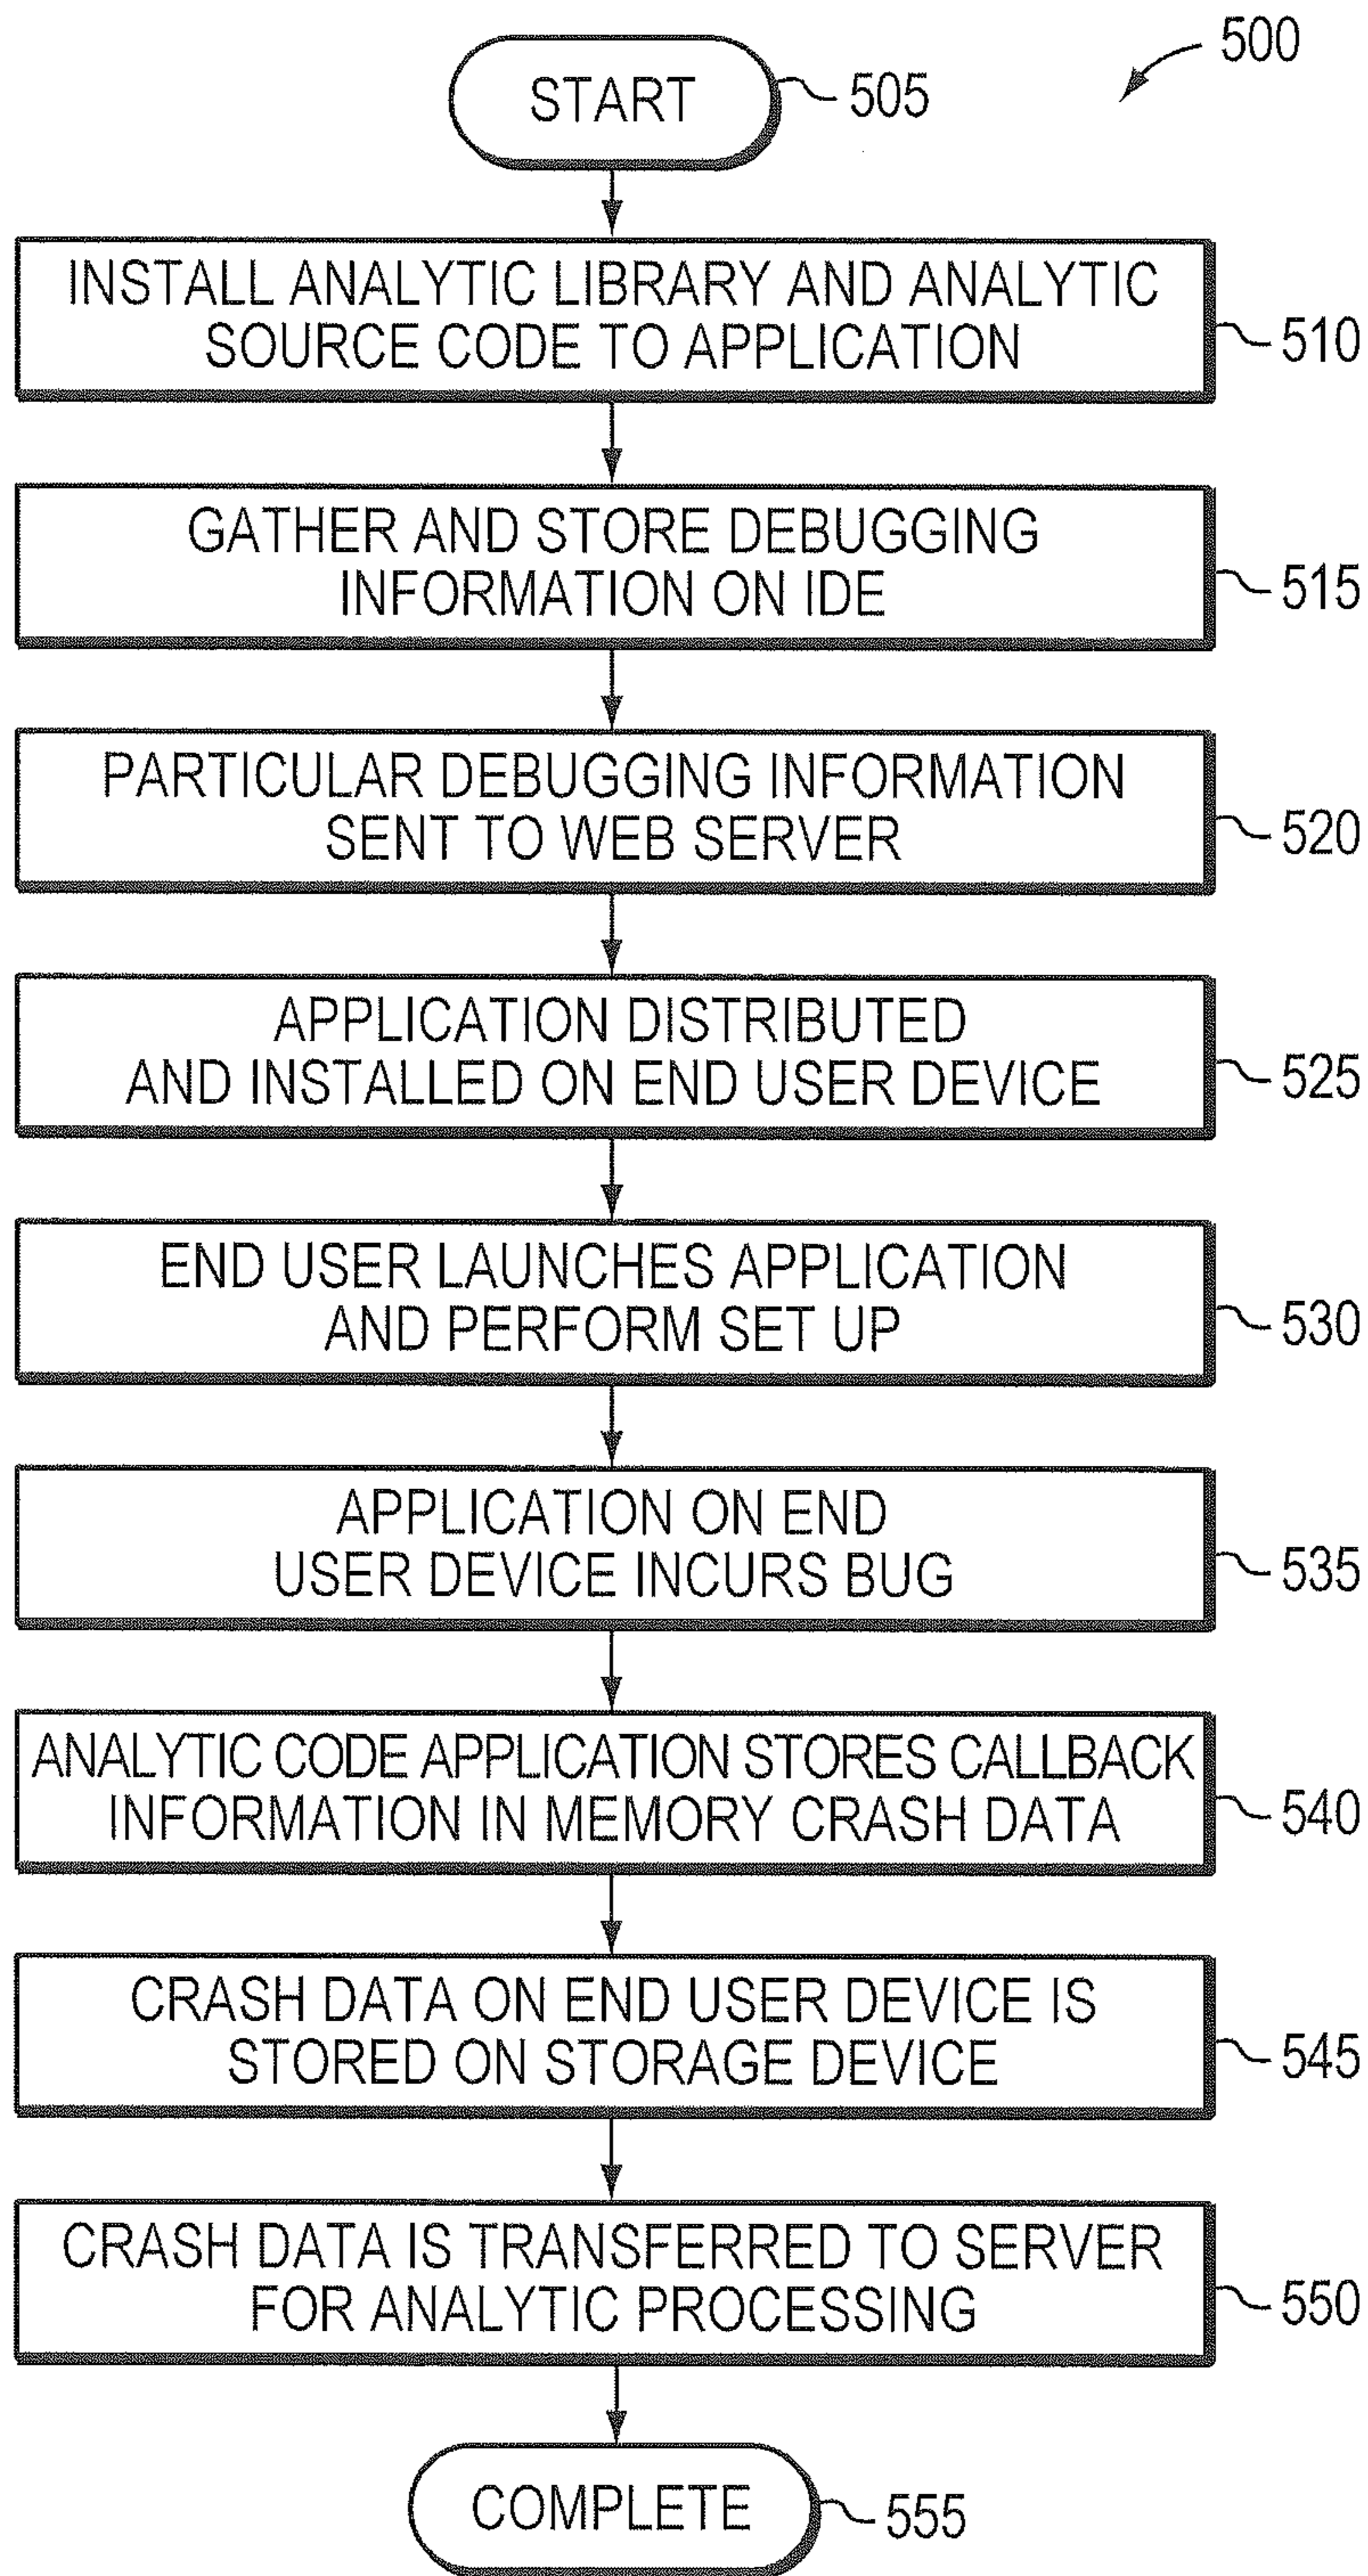 500
START
505
INSTALL ANALYTIC LIBRARY AND ANALYTIC
SOURCE CODE TO APPLICATION
510
GATHER AND STORE DEBUGGING
INFORMATION ON IDE
515
PARTICULAR DEBUGGING INFORMATION
SENT TO WEB SERVER
520
APPLICATION DISTRIBUTED
AND INSTALLED ON END USER DEVICE
525
END USER LAUNCHES APPLICATION
AND PERFORM SET UP
530
APPLICATION ON END
USER DEVICE INCURS BUG
535
ANALYTIC CODE APPLICATION STORES CALLBACK
INFORMATION IN MEMORY CRASH DATA
540
CRASH DATA ON END USER DEVICE IS
STORED ON STORAGE DEVICE
545
CRASH DATA IS TRANSFERRED TO SERVER
FOR ANALYTIC PROCESSING
550
COMPLETE
555